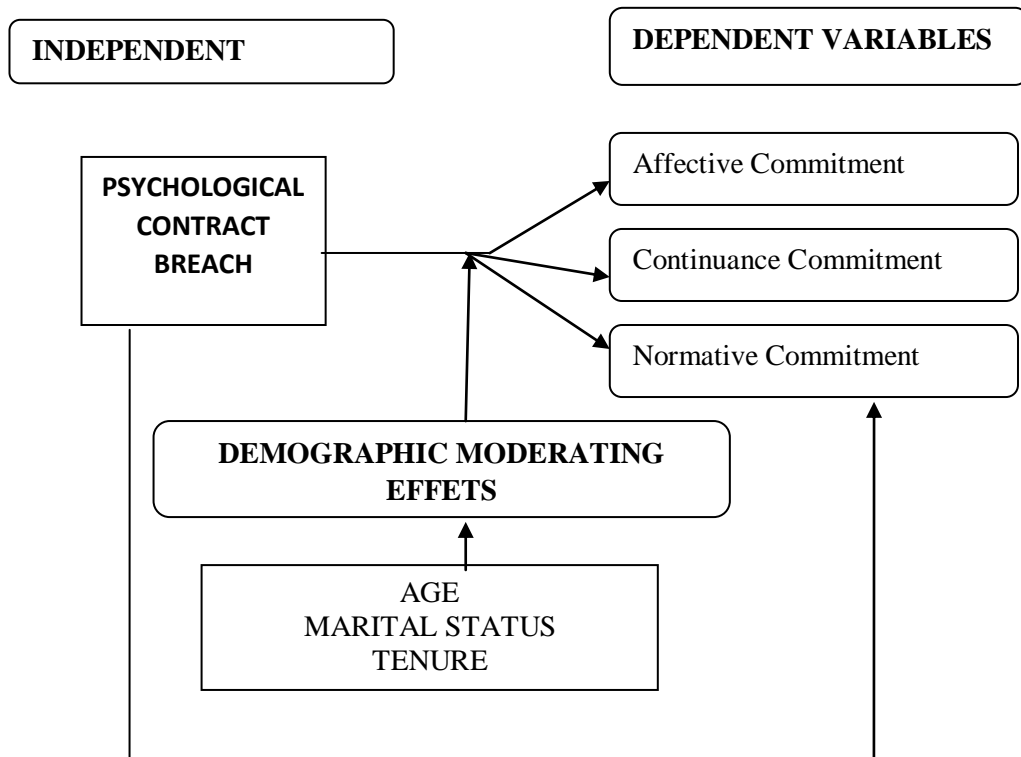 INDEPENDENT
DEPENDENT VARIABLES
PSYCHOLOGICAL
CONTRACT
BREACH
Affective Commitment
Continuance Commitment
Normative Commitment
DEMOGRAPHIC MODERATING
EFFETS
AGE
MARITAL STATUS
TENURE